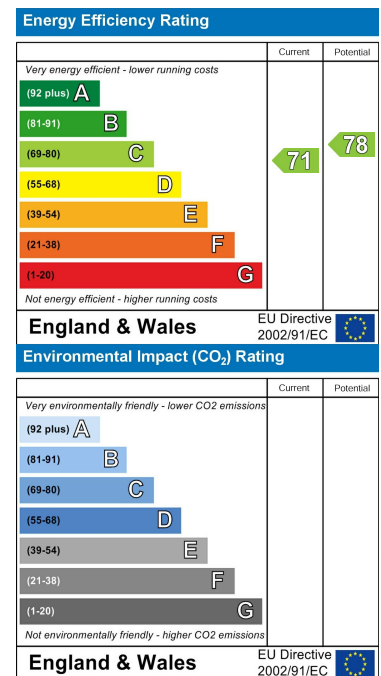 Energy Efficiency Rating
Current Potential
Very energy efficient - lower running costs
(92 plus) A
(81-91) B
(69-80) C
(55-68) D
(39-54) E
(21-38) F
(1-20) G
71
78
Not energy efficient - higher running costs
England & Wales
EU Directive
2002/91/EC
Environmental Impact (CO₂) Rating
Current Potential
Very environmentally friendly - lower CO2 emissions
(92 plus) A
(81-91) B
(69-80) C
(55-68) D
(39-54) E
(21-38) F
(1-20) G
Not environmentally friendly - higher CO2 emissions
England & Wales
EU Directive
2002/91/EC